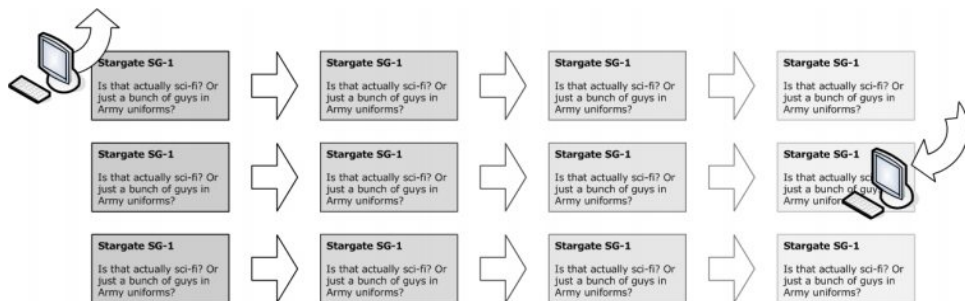 Stargate SG-1
Is that actually sci-fi? Or
just a bunch of guys in
Army uniforms?
Stargate SG-1
Is that actually sci-fi? Or
just a bunch of guys in
Army uniforms?
Stargate SG-1
Is that actually sci-fi? Or
just a bunch of guys in
Army uniforms?
Stargate SG-1
Is that actually sci-fi? Or
just a bunch of guys in
Army uniforms?
Stargate SG-1
Is that actually sci-fi? Or
just a bunch of guys in
Army uniforms?
Stargate SG-1
Is that actually sci-fi? Or
just a bunch of guys in
Army uniforms?
Stargate SG-1
Is that actually sci-fi? Or
just a bunch of guys in
Army uniforms?
Stargate SG-1
Is that actually
just a bunch of
Army uniforms?
Stargate SG-1
Is that actually sci-fi? Or
just a bunch of guys in
Army uniforms?
Stargate SG-1
Is that actually sci-fi? Or
just a bunch of guys in
Army uniforms?
Stargate SG-1
Is that actually sci-fi? Or
just a bunch of guys in
Army uniforms?
Stargate SG-1
Is that actually sci-fi? Or
just a bunch of guys in
Army uniforms?